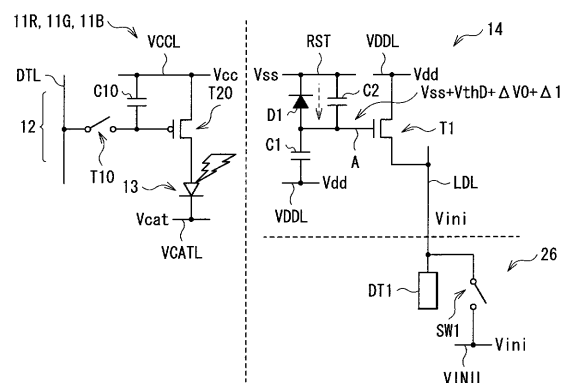 11R, 11G, 11B
VCCL
DTL
C10
Vcc
T20
12
T10
13
Vcat
VCATL
RST
VDDL
14
Vss
Vdd
D1
C2
Vss+VthD+ΔV0+Δ1
T1
C1
A
Vdd
VDDL
LDL
Vini
26
DT1
SW1
Vini